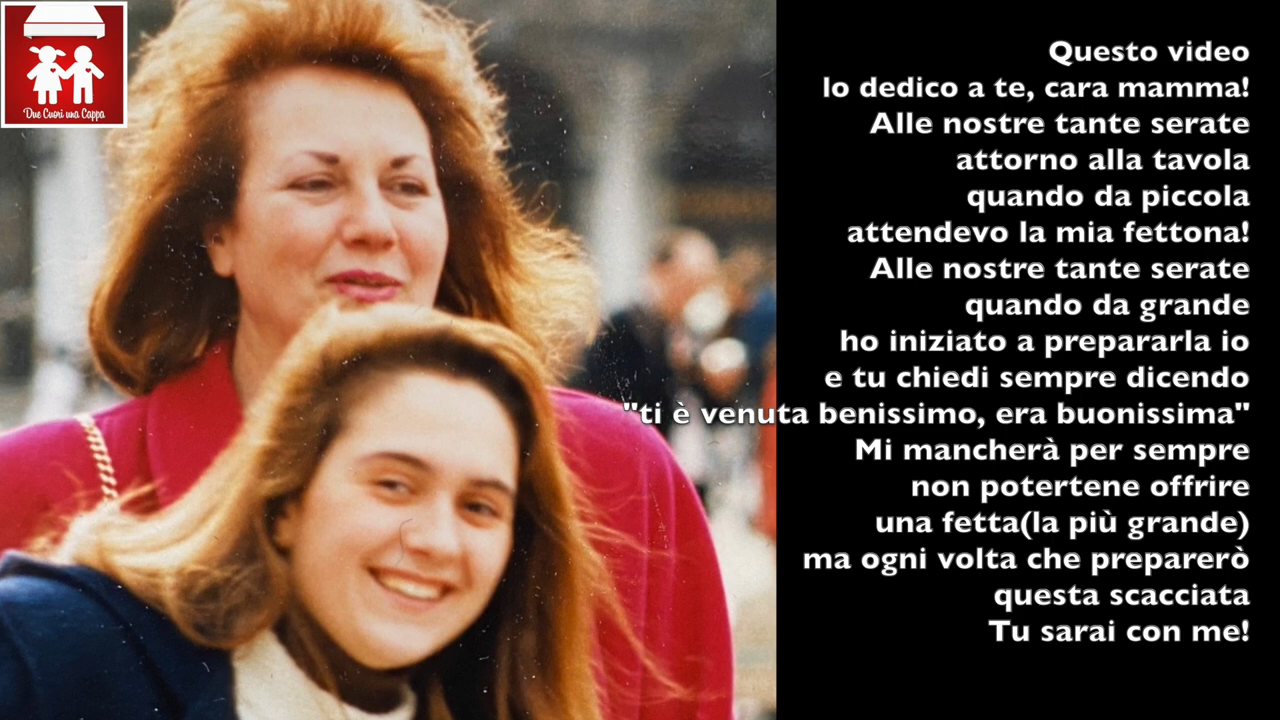 Due Cuori una Cappa
Questo video
lo dedico a te, cara mamma!
Alle nostre tante serate
attorno alla tavola
quando da piccola
attendevo la mia fettona!
Alle nostre tante serate
quando da grande
ho iniziato a prepararla io
e tu chiedi sempre dicendo
"ti è venuta benissimo, era buonissima"
Mi mancherà per sempre
non potertene offrire
una fetta(la più grande)
ma ogni volta che preparerò
questa scacciata
Tu sarai con me!